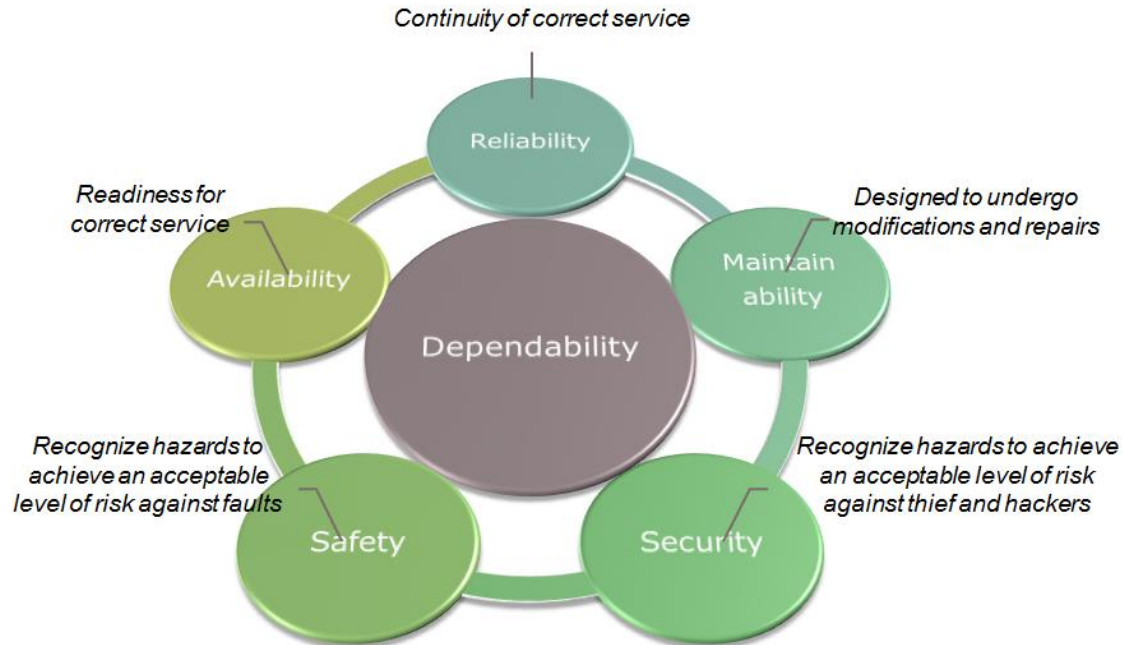 Continuity of correct service
Reliability
Readiness for
correct service
Availability
Designed to undergo
modifications and repairs
Maintain
ability
Dependability
Recognize hazards to
achieve an acceptable
level of risk against faults
Safety
Recognize hazards to achieve
an acceptable level of risk
against thief and hackers
Security